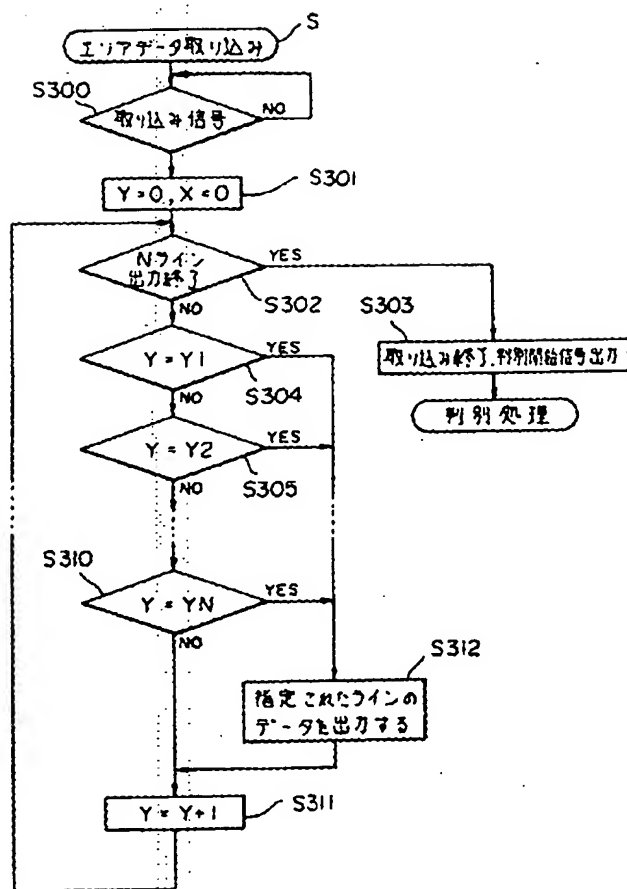 S
エリアデータ取り込み
S300
取り込み信号
NO
S301
Y=0, X=0
Nライン
出力終了
YES
S302
NO
S303
取り込み終了,判別開始信号出力
判別処理
Y = Y1
YES
S304
NO
Y = Y2
YES
S305
NO
S310
Y = YN
YES
NO
S312
指定されたラインの
データを出力する
Y = Y+1
S311